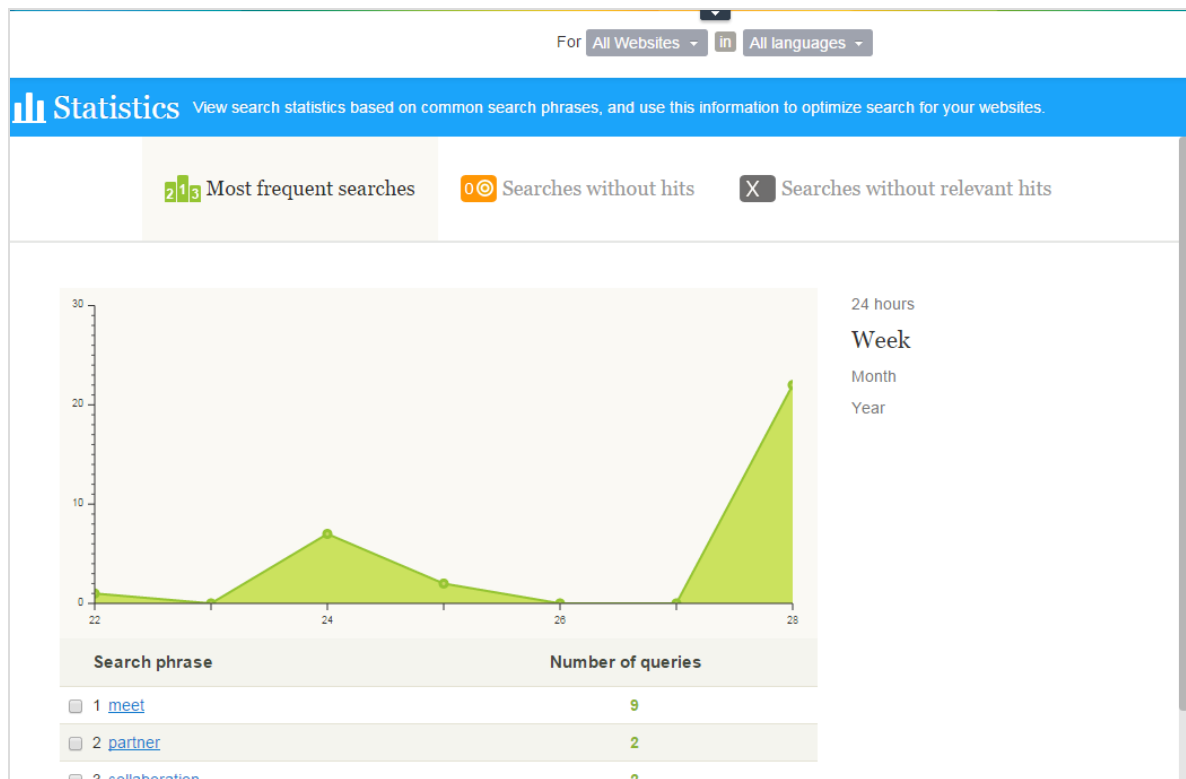 For All Websites in All languages
Statistics View search statistics based on common search phrases, and use this information to optimize search for your websites.
213 Most frequent searches 0 Searches without hits X Searches without relevant hits
30
20
10
0
22 24 26 28
24 hours
Week
Month
Year
Search phrase Number of queries
1 meet 9
2 partner 2
3 collaboration 2